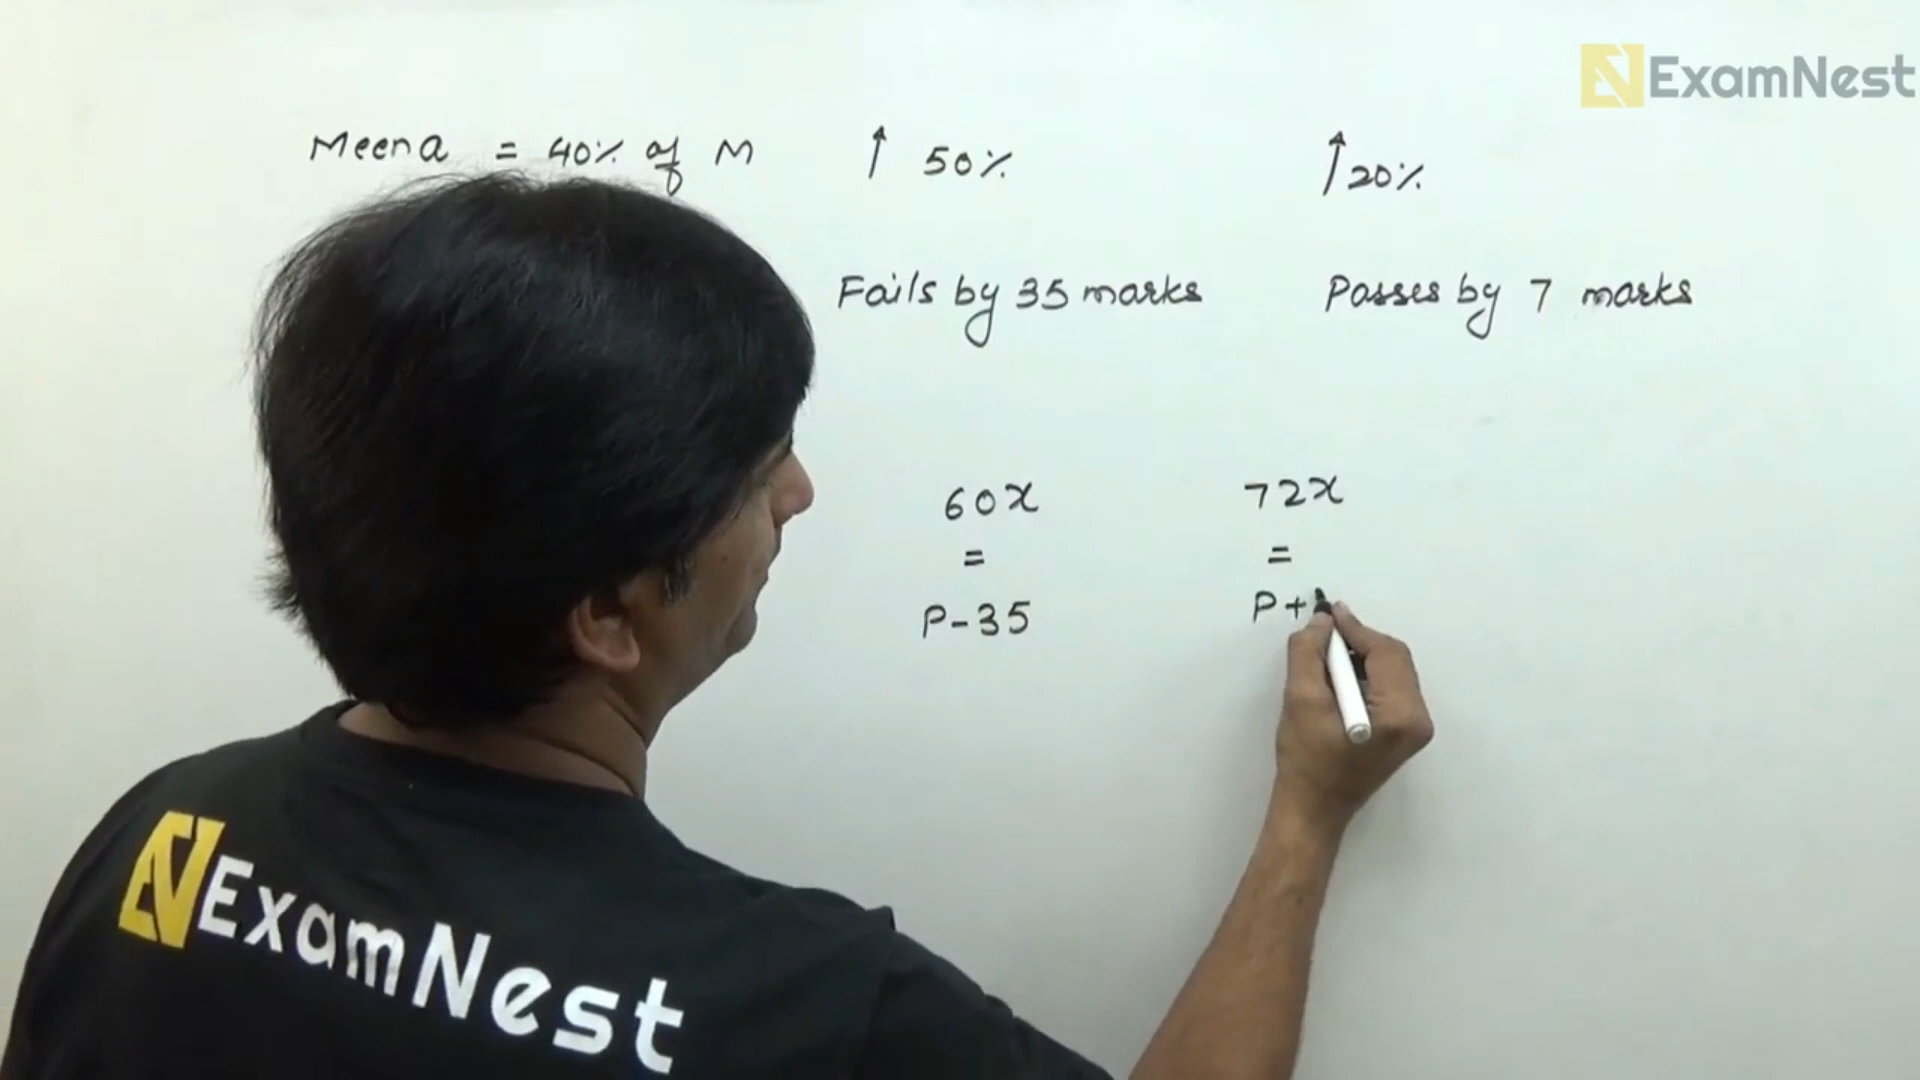 ExamNest
Meena = 40% of M ↑ 50% ↑ 20%
Fails by 35 marks Passes by 7 marks
60x 72x
= =
P-35 P+
ExamNest